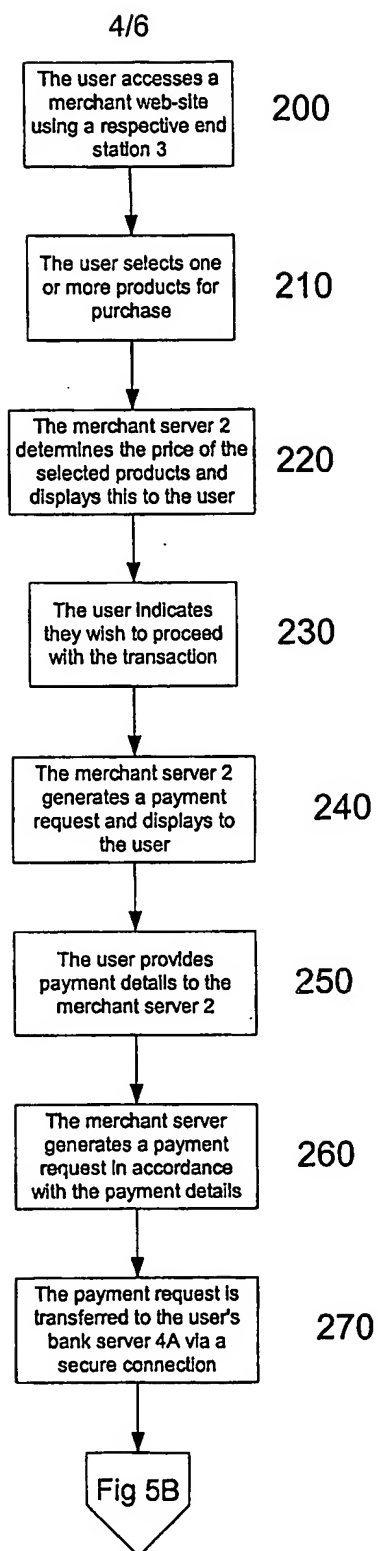 4/6
The user accesses a
merchant web-site
using a respective end
station 3
200
The user selects one
or more products for
purchase
210
The merchant server 2
determines the price of the
selected products and
displays this to the user
220
The user indicates
they wish to proceed
with the transaction
230
The merchant server 2
generates a payment
request and displays to
the user
240
The user provides
payment details to the
merchant server 2
250
The merchant server
generates a payment
request in accordance
with the payment details
260
The payment request is
transferred to the user's
bank server 4A via a
secure connection
270
Fig 5B